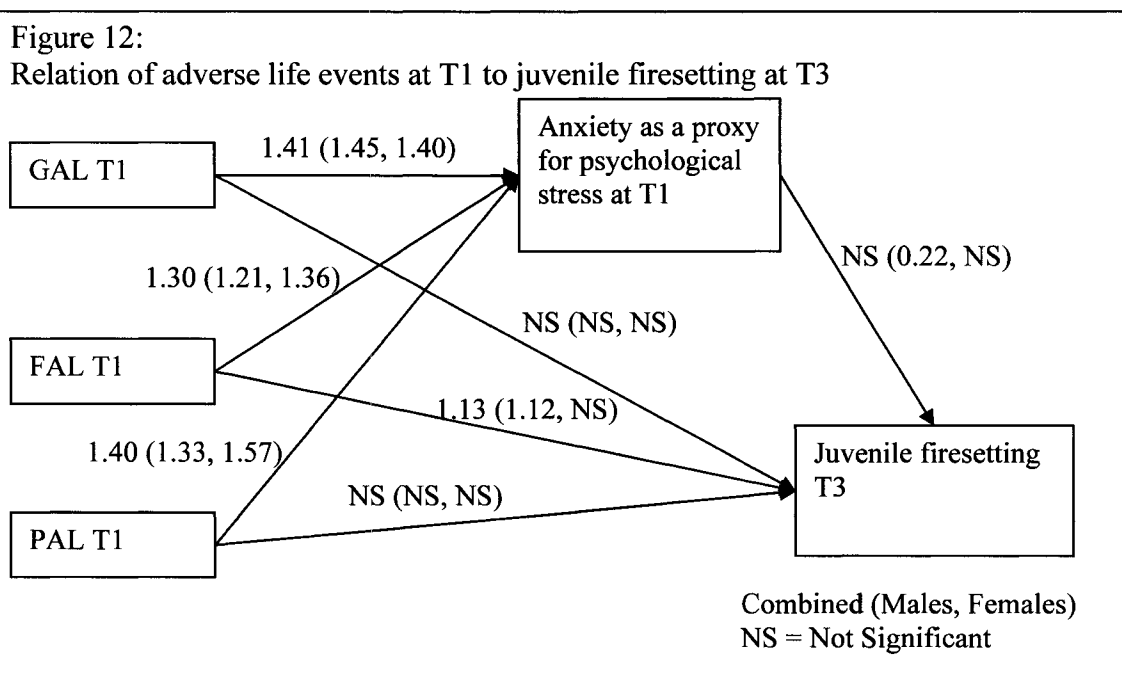 Figure 12:
Relation of adverse life events at T1 to juvenile firesetting at T3
GAL T1
1.41 (1.45, 1.40)
Anxiety as a proxy
for psychological
stress at T1
NS (0.22, NS)
1.30 (1.21, 1.36)
NS (NS, NS)
FAL T1
1.13 (1.12, NS)
1.40 (1.33, 1.57)
Juvenile firesetting
T3
NS (NS, NS)
PAL T1
Combined (Males, Females)
NS = Not Significant